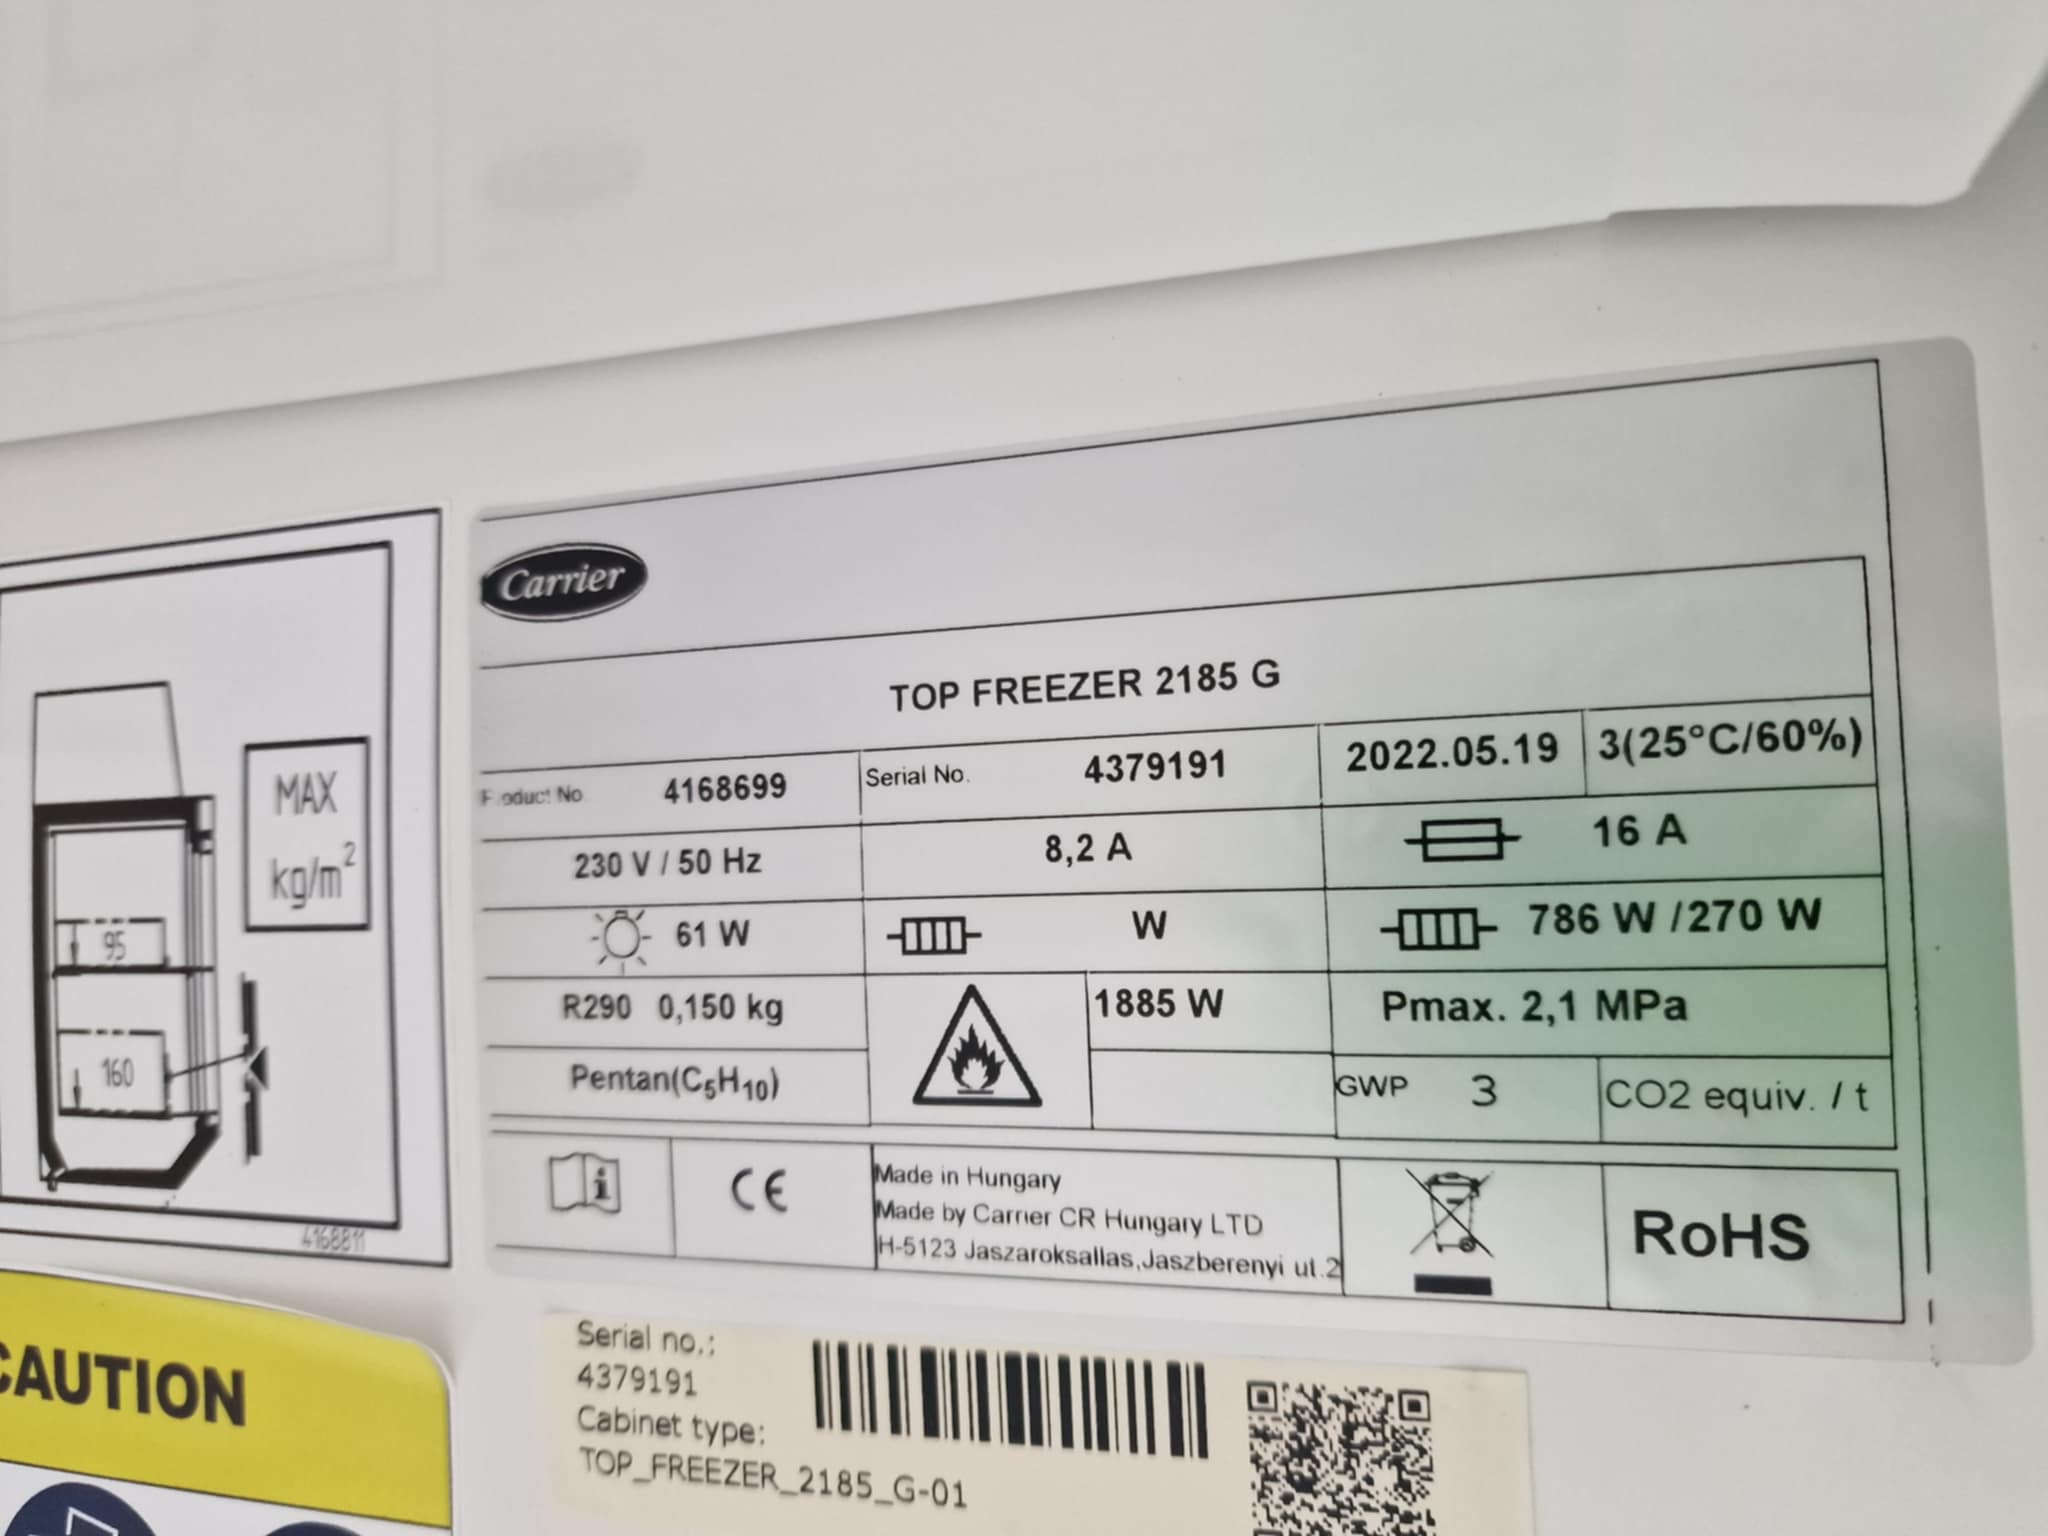 Carrier
TOP FREEZER 2185 G
Product No 4168699 Serial No. 4379191 2022.05.19 3(25°C/60%)
230 V / 50 Hz 8,2 A 16 A
61 W W 786 W /270 W
R290 0,150 kg 1885 W Pmax. 2,1 MPa
Pentan(C₅H₁₀) GWP 3 CO2 equiv. / t
i CE Made in Hungary
Made by Carrier CR Hungary LTD
H-5123 Jaszaroksallas,Jaszberenyi ut.2
RoHS
MAX
kg/m²
95
160
4168811
CAUTION
Serial no.:
4379191
Cabinet type:
TOP_FREEZER_2185_G-01